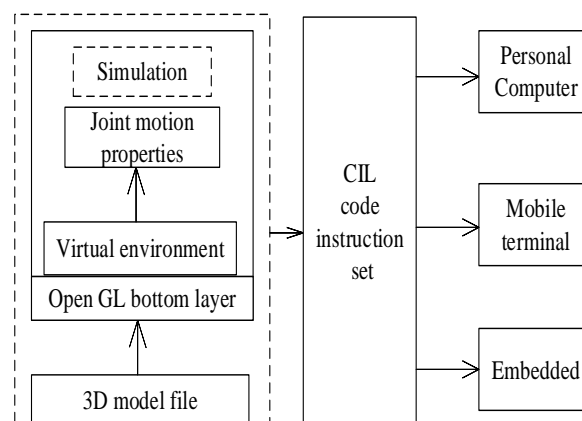 Simulation
Joint motion
properties
Virtual environment
Open GL bottom layer
3D model file
CIL
code
instruction
set
Personal
Computer
Mobile
terminal
Embedded